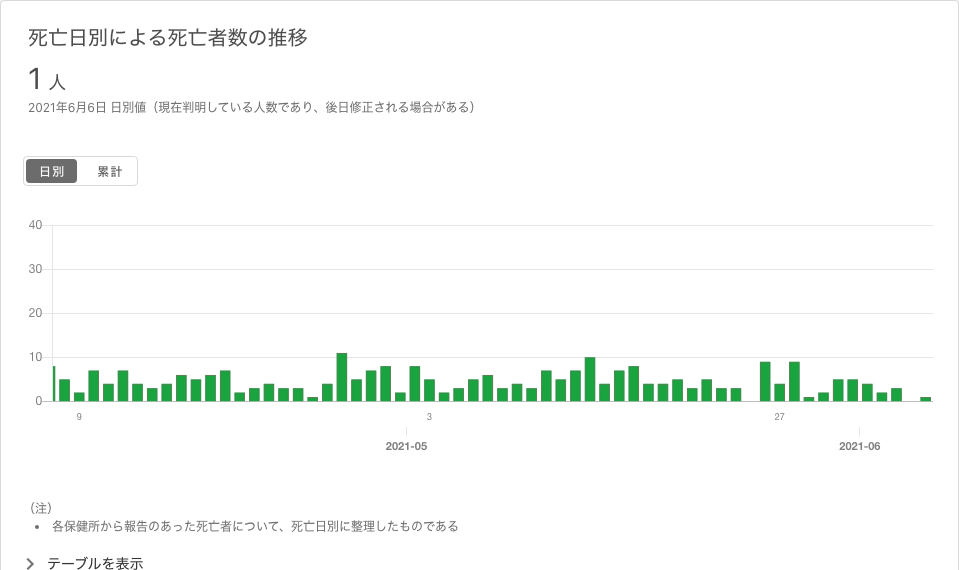 死亡日別による死亡者数の推移
1 人
2021年6月6日 日別値（現在判明している人数であり、後日修正される場合がある）
日別 累計
40
30
20
10
0
9 3 27
2021-05 2021-06
（注）
• 各保健所から報告のあった死亡者について、死亡日別に整理したものである
テーブルを表示